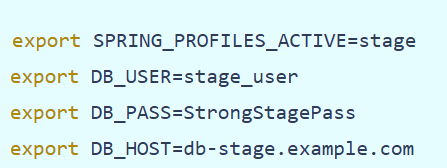 export SPRING_PROFILES_ACTIVE=stage
export DB_USER=stage_user
export DB_PASS=StrongStagePass
export DB_HOST=db-stage.example.com